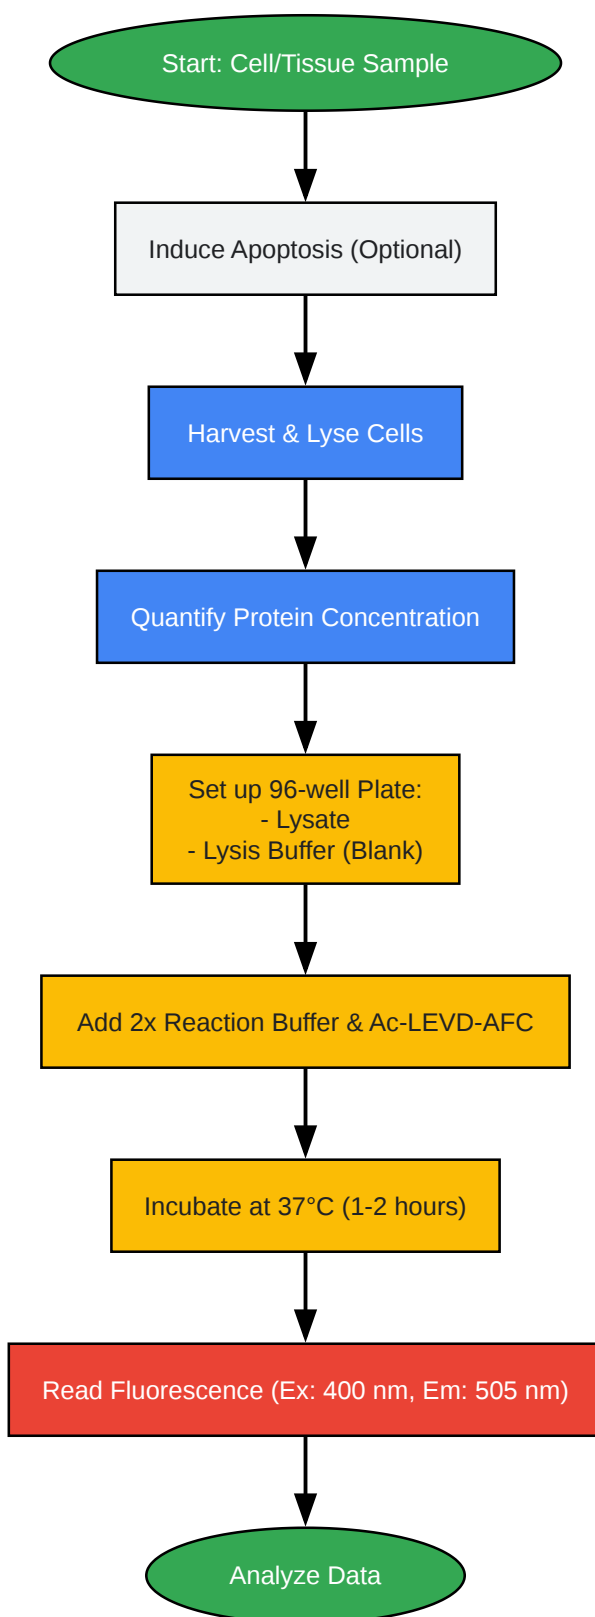 Start: Cell/Tissue Sample
Induce Apoptosis (Optional)
Harvest & Lyse Cells
Quantify Protein Concentration
Set up 96-well Plate:
- Lysate
- Lysis Buffer (Blank)
Add 2x Reaction Buffer & Ac-LEVD-AFC
Incubate at 37°C (1-2 hours)
Read Fluorescence (Ex: 400 nm, Em: 505 nm)
Analyze Data